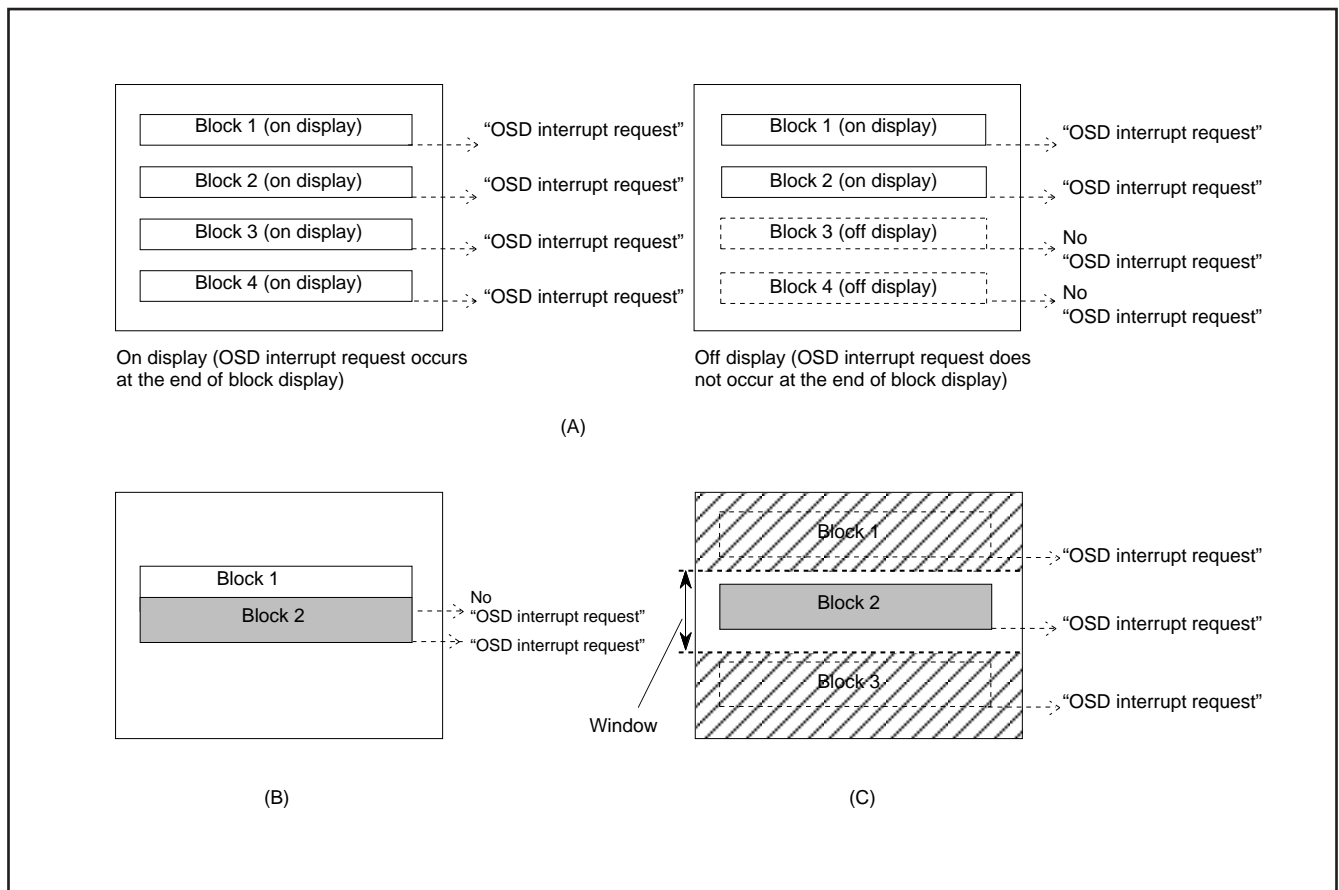 Block 1 (on display)
“OSD interrupt request”
Block 2 (on display)
“OSD interrupt request”
Block 3 (on display)
“OSD interrupt request”
Block 4 (on display)
“OSD interrupt request”
On display (OSD interrupt request occurs
at the end of block display)
Block 1 (on display)
“OSD interrupt request”
Block 2 (on display)
“OSD interrupt request”
Block 3 (off display)
No
“OSD interrupt request”
Block 4 (off display)
No
“OSD interrupt request”
Off display (OSD interrupt request does
not occur at the end of block display)
(A)
Block 1
Block 2
No
“OSD interrupt request”
“OSD interrupt request”
(B)
Block 1
“OSD interrupt request”
Block 2
“OSD interrupt request”
Block 3
“OSD interrupt request”
Window
(C)